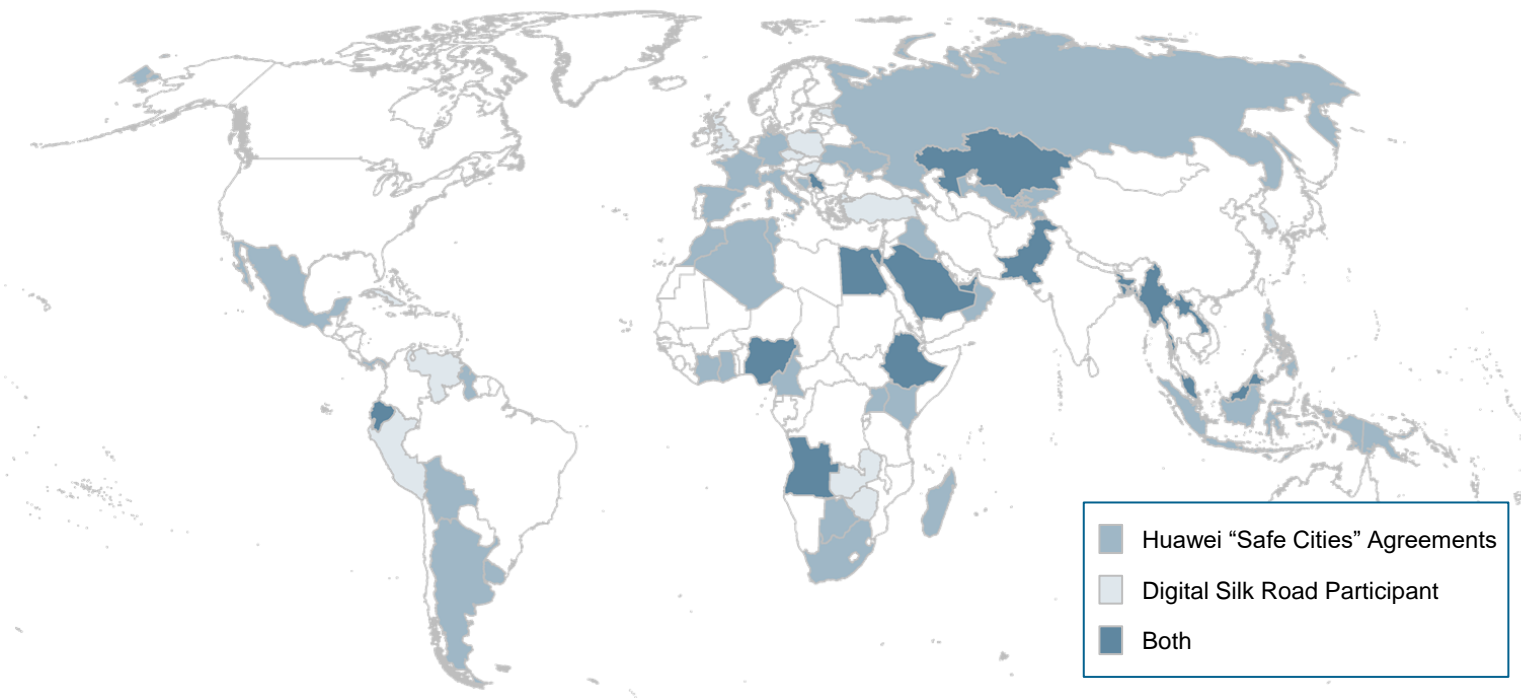 Huawei “Safe Cities” Agreements
Digital Silk Road Participant
Both